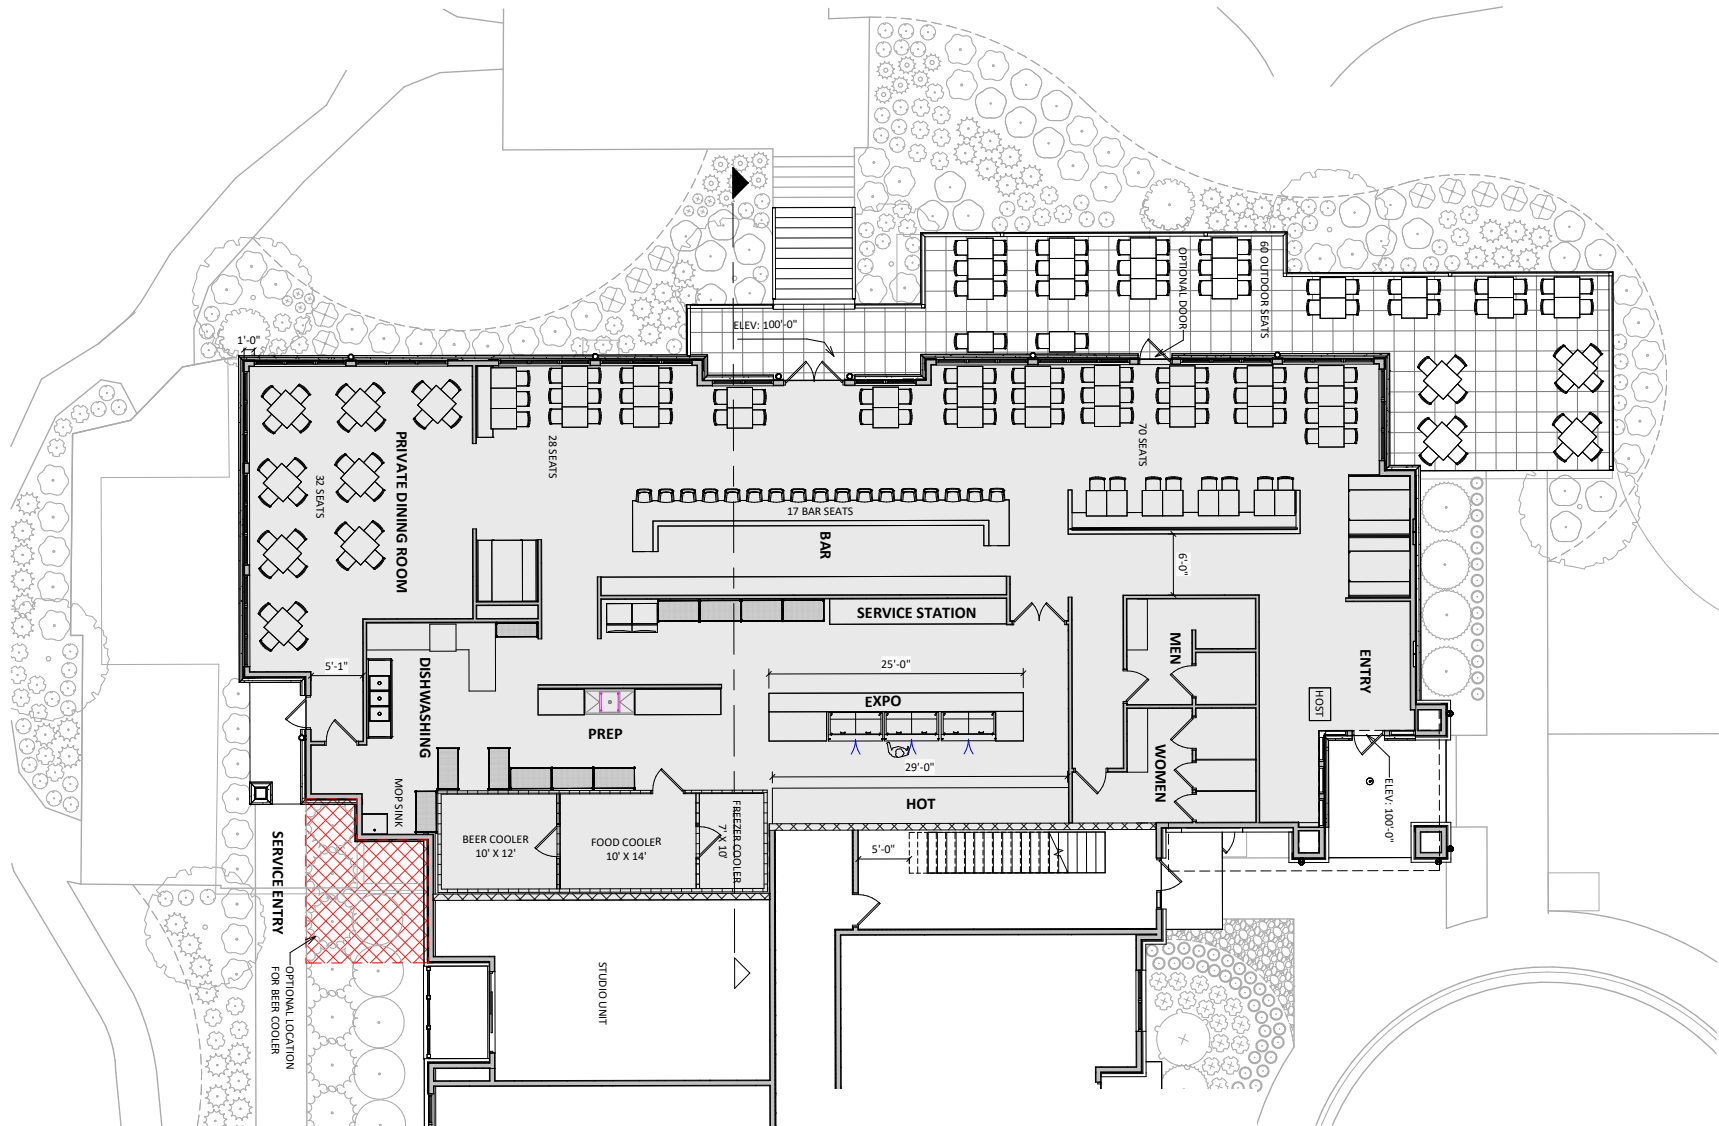 60 OUTDOOR SEATS
OPTIONAL DOOR
ELEV: 100'-0"
1'-0"
PRIVATE DINING ROOM
32 SEATS
28 SEATS
70 SEATS
17 BAR SEATS
BAR
6'-0"
SERVICE STATION
MEN
ENTRY
HOST
5'-1"
DISHWASHING
25'-0"
EXPO
PREP
WOMEN
29'-0"
HOT
MOP SINK
ELEV: 100'-0"
BEER COOLER
10' X 12'
FOOD COOLER
10' X 14'
FREEZER COOLER
7' X 10'
5'-0"
SERVICE ENTRY
OPTIONAL LOCATION
FOR BEER COOLER
STUDIO UNIT